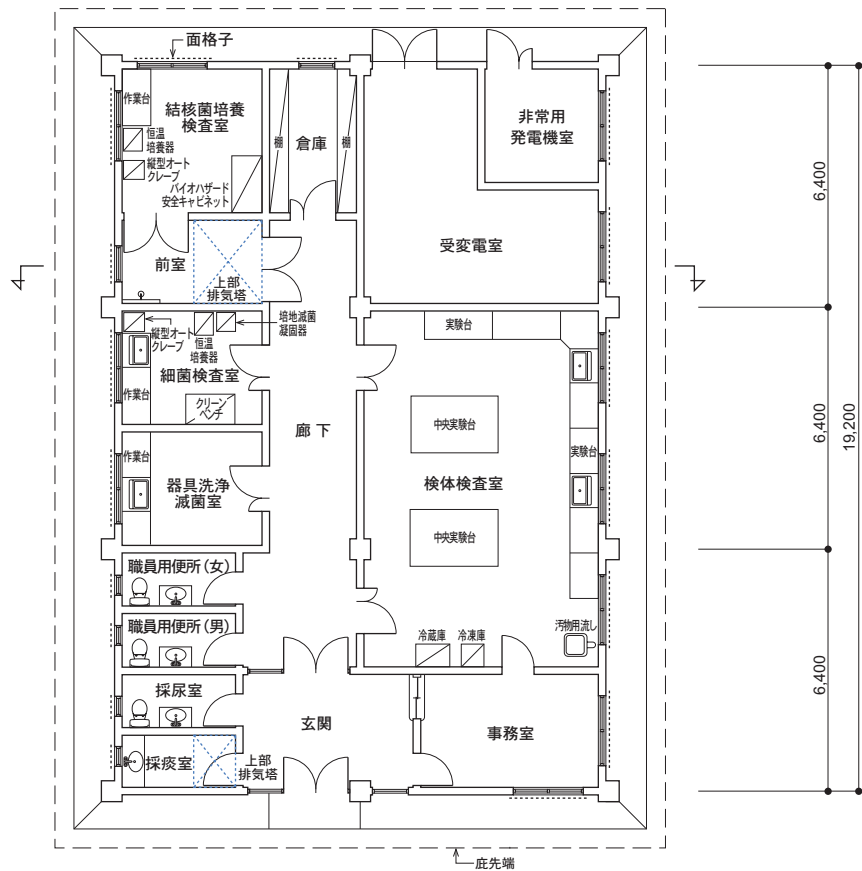 面格子
作業台
結核菌培養
検査室
恒温
培養器
縦型オート
クレーブ
バイオハザード
安全キャビネット
棚
倉庫
棚
非常用
発電機室
6,400
前室
上部
排気塔
受変電室
縦型オート
クレーブ
恒温
培養器
培地滅菌
凝固器
細菌検査室
作業台
クリーン
ベンチ
実験台
中央実験台
実験台
廊下
検体検査室
中央実験台
6,400
19,200
作業台
器具洗浄
滅菌室
職員用便所(女)
職員用便所(男)
冷蔵庫
冷凍庫
汚物用流し
採尿室
玄関
事務室
6,400
採痰室
上部
排気塔
庇先端